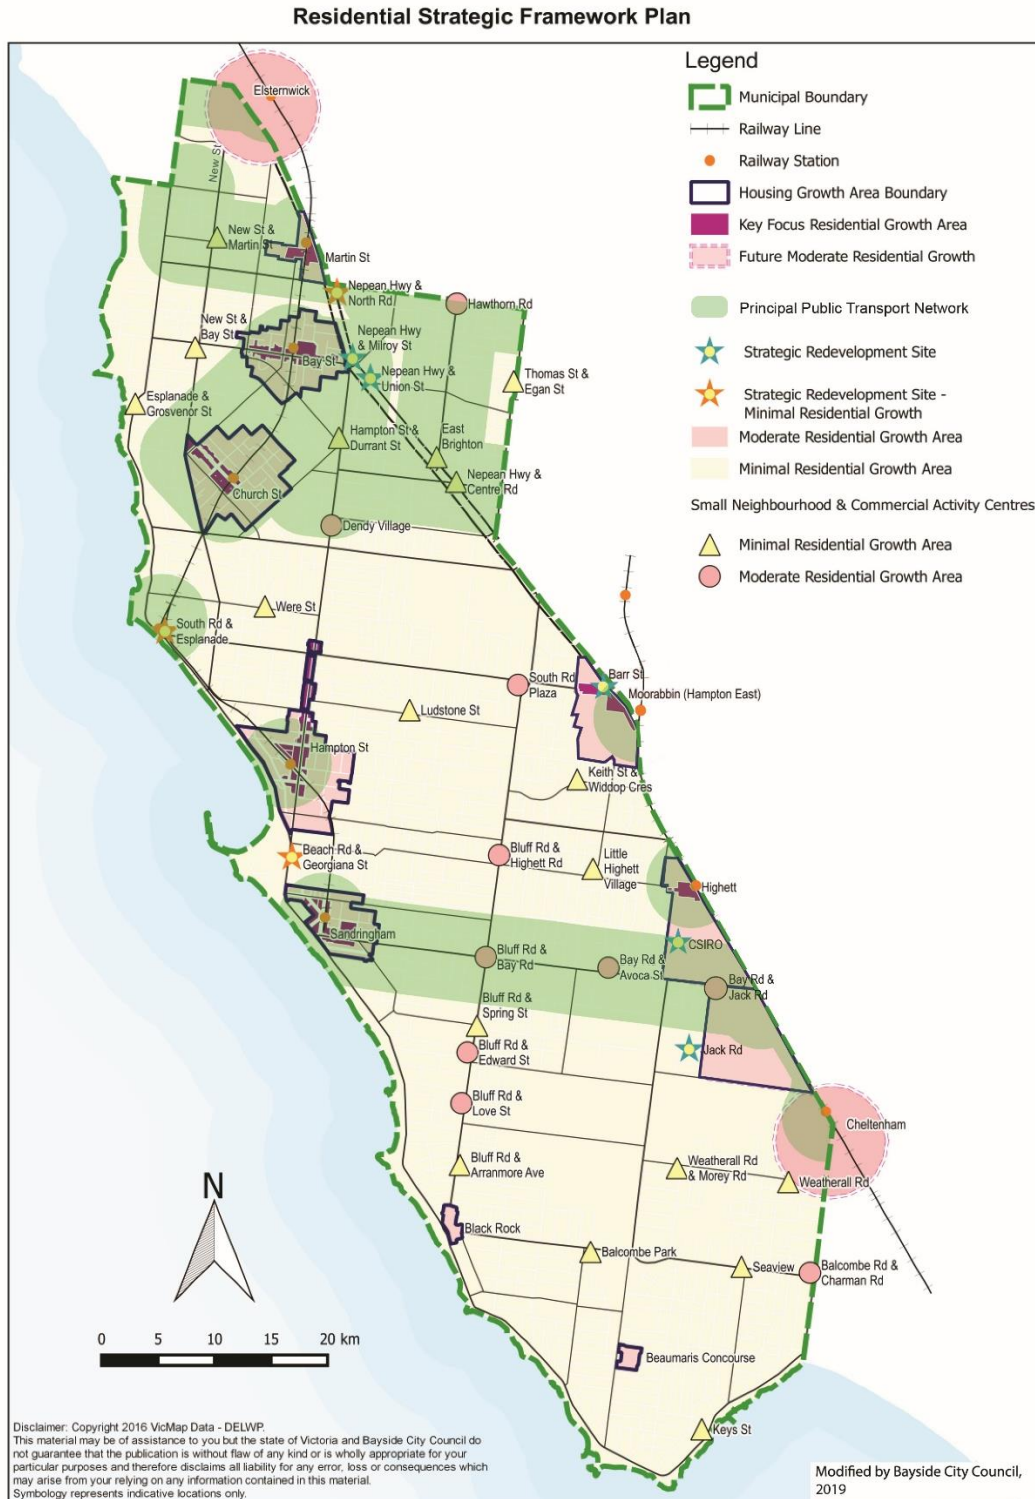 Residential Strategic Framework Plan
Legend
Municipal Boundary
Railway Line
Railway Station
Housing Growth Area Boundary
Key Focus Residential Growth Area
Future Moderate Residential Growth
Principal Public Transport Network
Strategic Redevelopment Site
Strategic Redevelopment Site -
Minimal Residential Growth
Moderate Residential Growth Area
Minimal Residential Growth Area
Small Neighbourhood & Commercial Activity Centres
Minimal Residential Growth Area
Moderate Residential Growth Area
Elsternwick
New St
New St &
Martin St
Martin St
Nepean Hwy &
North Rd
Hawthorn Rd
New St &
Bay St
Bay St
Nepean Hwy
& Milroy St
Nepean Hwy &
Union St
Thomas St &
Egan St
Esplanade &
Grosvenor St
Hampton St &
Durrant St
East
Brighton
Nepean Hwy &
Centre Rd
Church St
Dendy Village
Were St
South Rd &
Esplanade
South Rd
Plaza
Barr St
Moorabbin (Hampton East)
Ludstone St
Hampton St
Keith St &
Widdop Cres
Beach Rd &
Georgiana St
Bluff Rd &
Highett Rd
Little
Highett
Village
Highett
Sandringham
CSIRO
Bluff Rd &
Bay Rd
Bay Rd &
Avoca St
Bay Rd &
Jack Rd
Bluff Rd &
Spring St
Bluff Rd &
Edward St
Jack Rd
Bluff Rd &
Love St
Cheltenham
Bluff Rd &
Arranmore Ave
Weatherall Rd
& Morey Rd
Weatherall Rd
Black Rock
Balcombe Park
Seaview
Balcombe Rd &
Charman Rd
Beaumaris Concourse
Keys St
N
0 5 10 15 20 km
Disclaimer: Copyright 2016 VicMap Data - DELWP.
This material may be of assistance to you but the state of Victoria and Bayside City Council do
not guarantee that the publication is without flaw of any kind or is wholly appropriate for your
particular purposes and therefore disclaims all liability for any error, loss or consequences which
may arise from your relying on any information contained in this material.
Symbology represents indicative locations only.
Modified by Bayside City Council,
2019